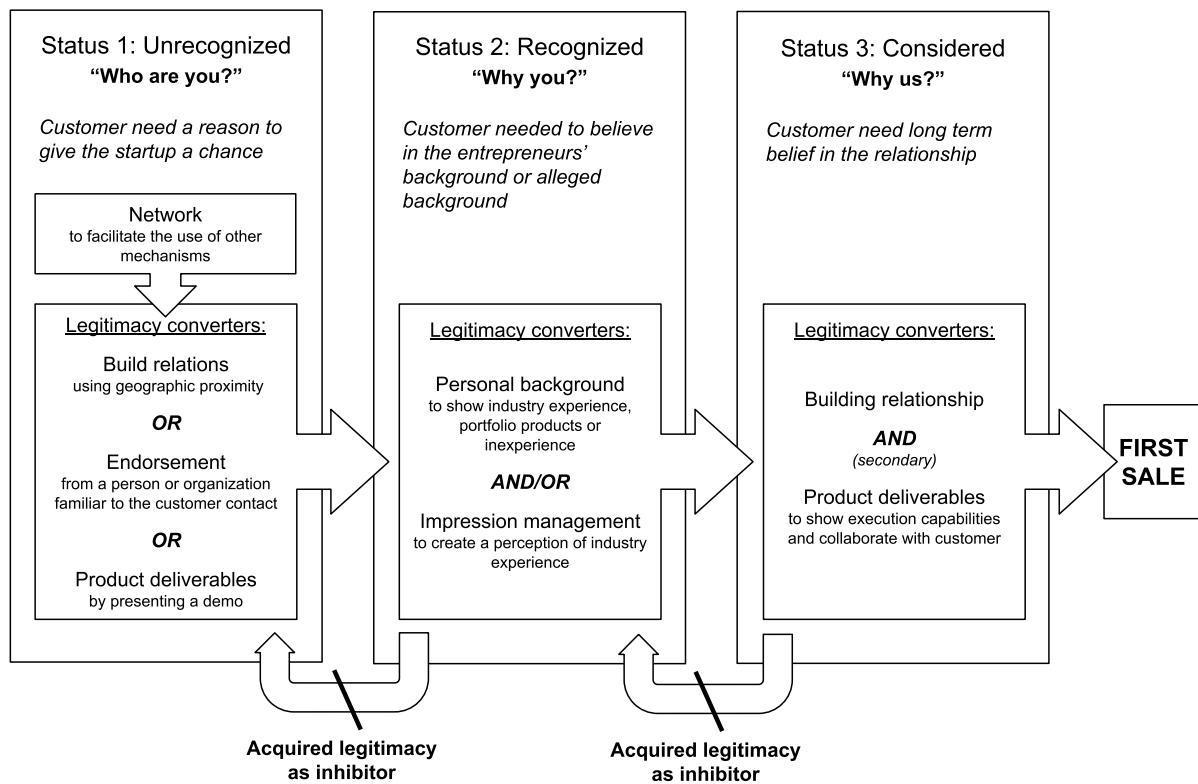 Status 1: Unrecognized
“Who are you?”
Customer need a reason to
give the startup a chance
Network
to facilitate the use of other
mechanisms
Legitimacy converters:
Build relations
using geographic proximity
OR
Endorsement
from a person or organization
familiar to the customer contact
OR
Product deliverables
by presenting a demo
Status 2: Recognized
“Why you?”
Customer needed to believe
in the entrepreneurs’
background or alleged
background
Legitimacy converters:
Personal background
to show industry experience,
portfolio products or
inexperience
AND/OR
Impression management
to create a perception of industry
experience
Status 3: Considered
“Why us?”
Customer need long term
belief in the relationship
Legitimacy converters:
Building relationship
AND
(secondary)
Product deliverables
to show execution capabilities
and collaborate with customer
FIRST
SALE
Acquired legitimacy
as inhibitor
Acquired legitimacy
as inhibitor